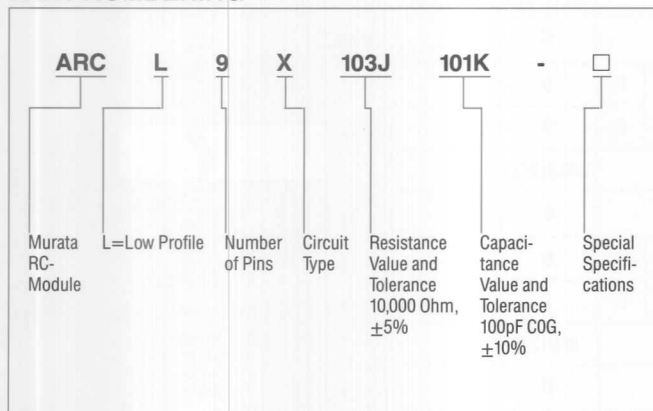 ARC L 9 X 103J 101K - □
Murata
RC-
Module
L=Low Profile
Number
of Pins
Circuit
Type
Resistance
Value and
Tolerance
10,000 Ohm,
±5%
Capaci-
tance
Value and
Tolerance
100pF C0G,
±10%
Special
Specifi-
cations